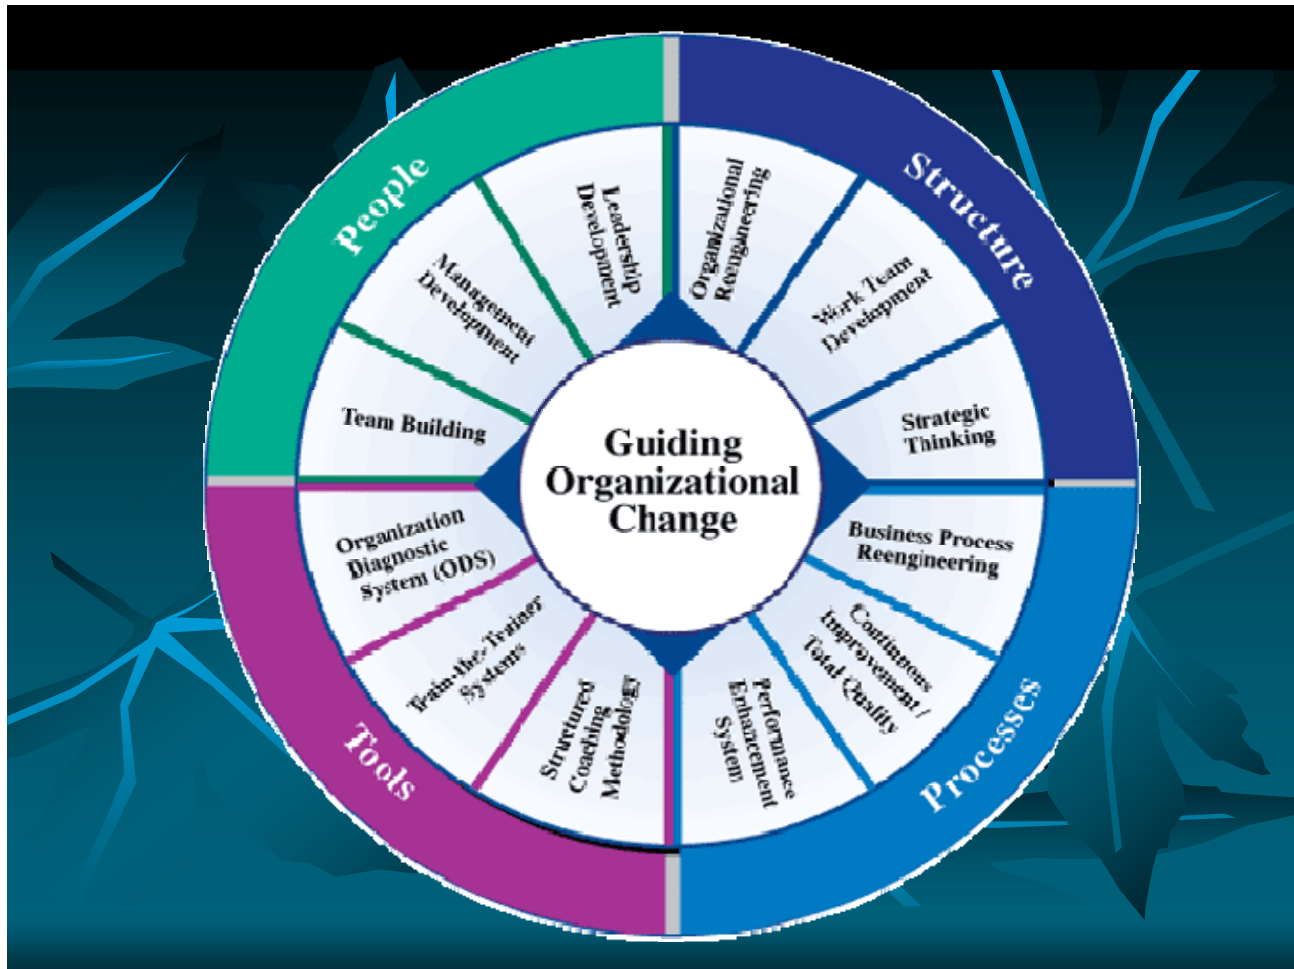 People
Structure
Processes
Tools
Guiding
Organizational
Change
Organizational
Reengineering
Work Team
Development
Strategic
Thinking
Business Process
Reengineering
Continuous
Improvement /
Total Quality
Performance
Enhancement
System
Structured
Coaching
Methodology
Train-the-Trainer
Systems
Organization
Diagnostic
System (ODS)
Team Building
Management
Development
Leadership
Development